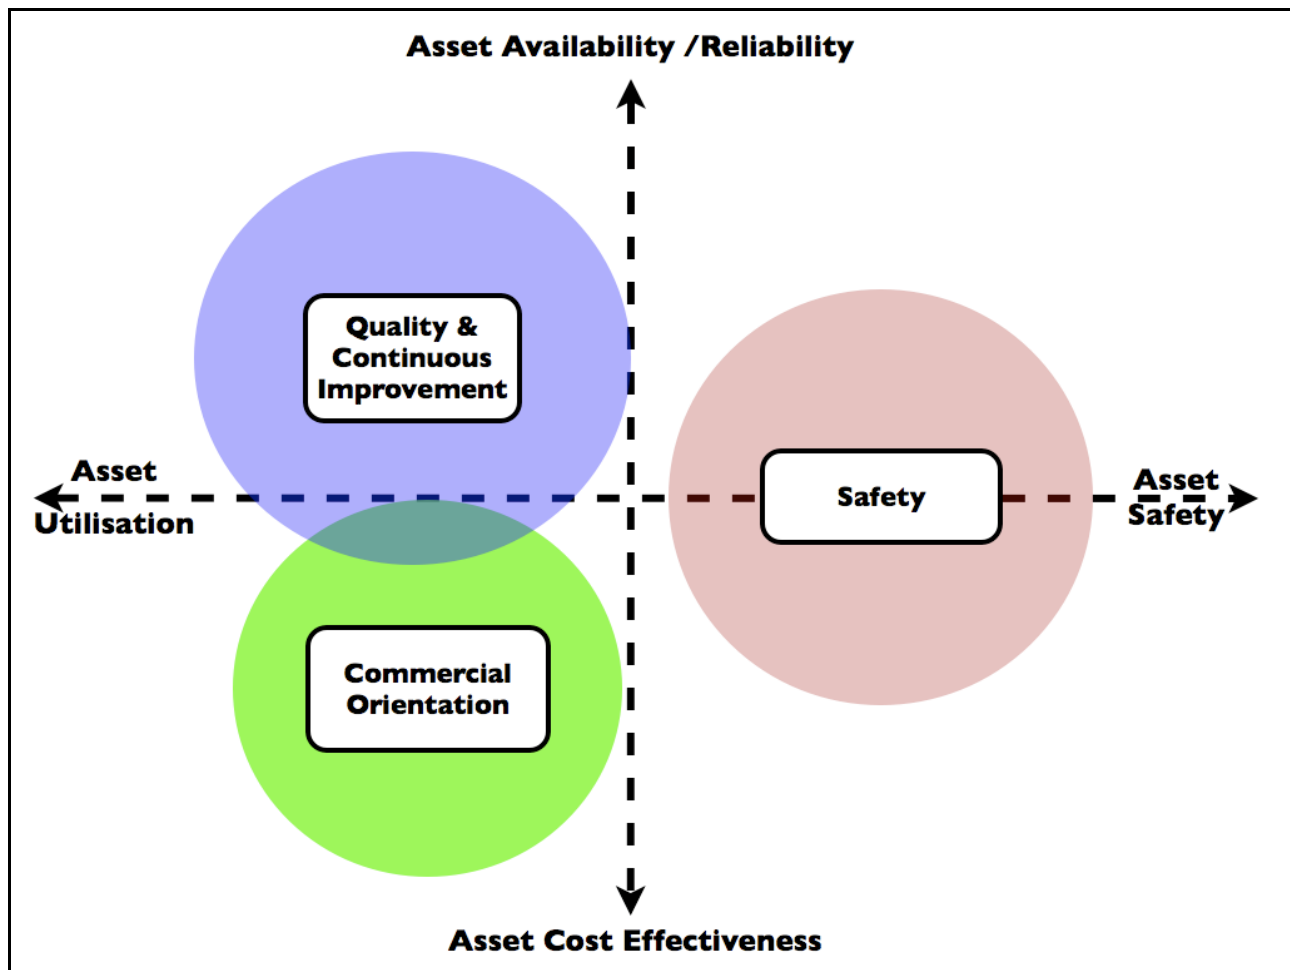 Asset Availability /Reliability
Quality &
Continuous
Improvement
Asset
Utilisation
Safety
Asset
Safety
Commercial
Orientation
Asset Cost Effectiveness